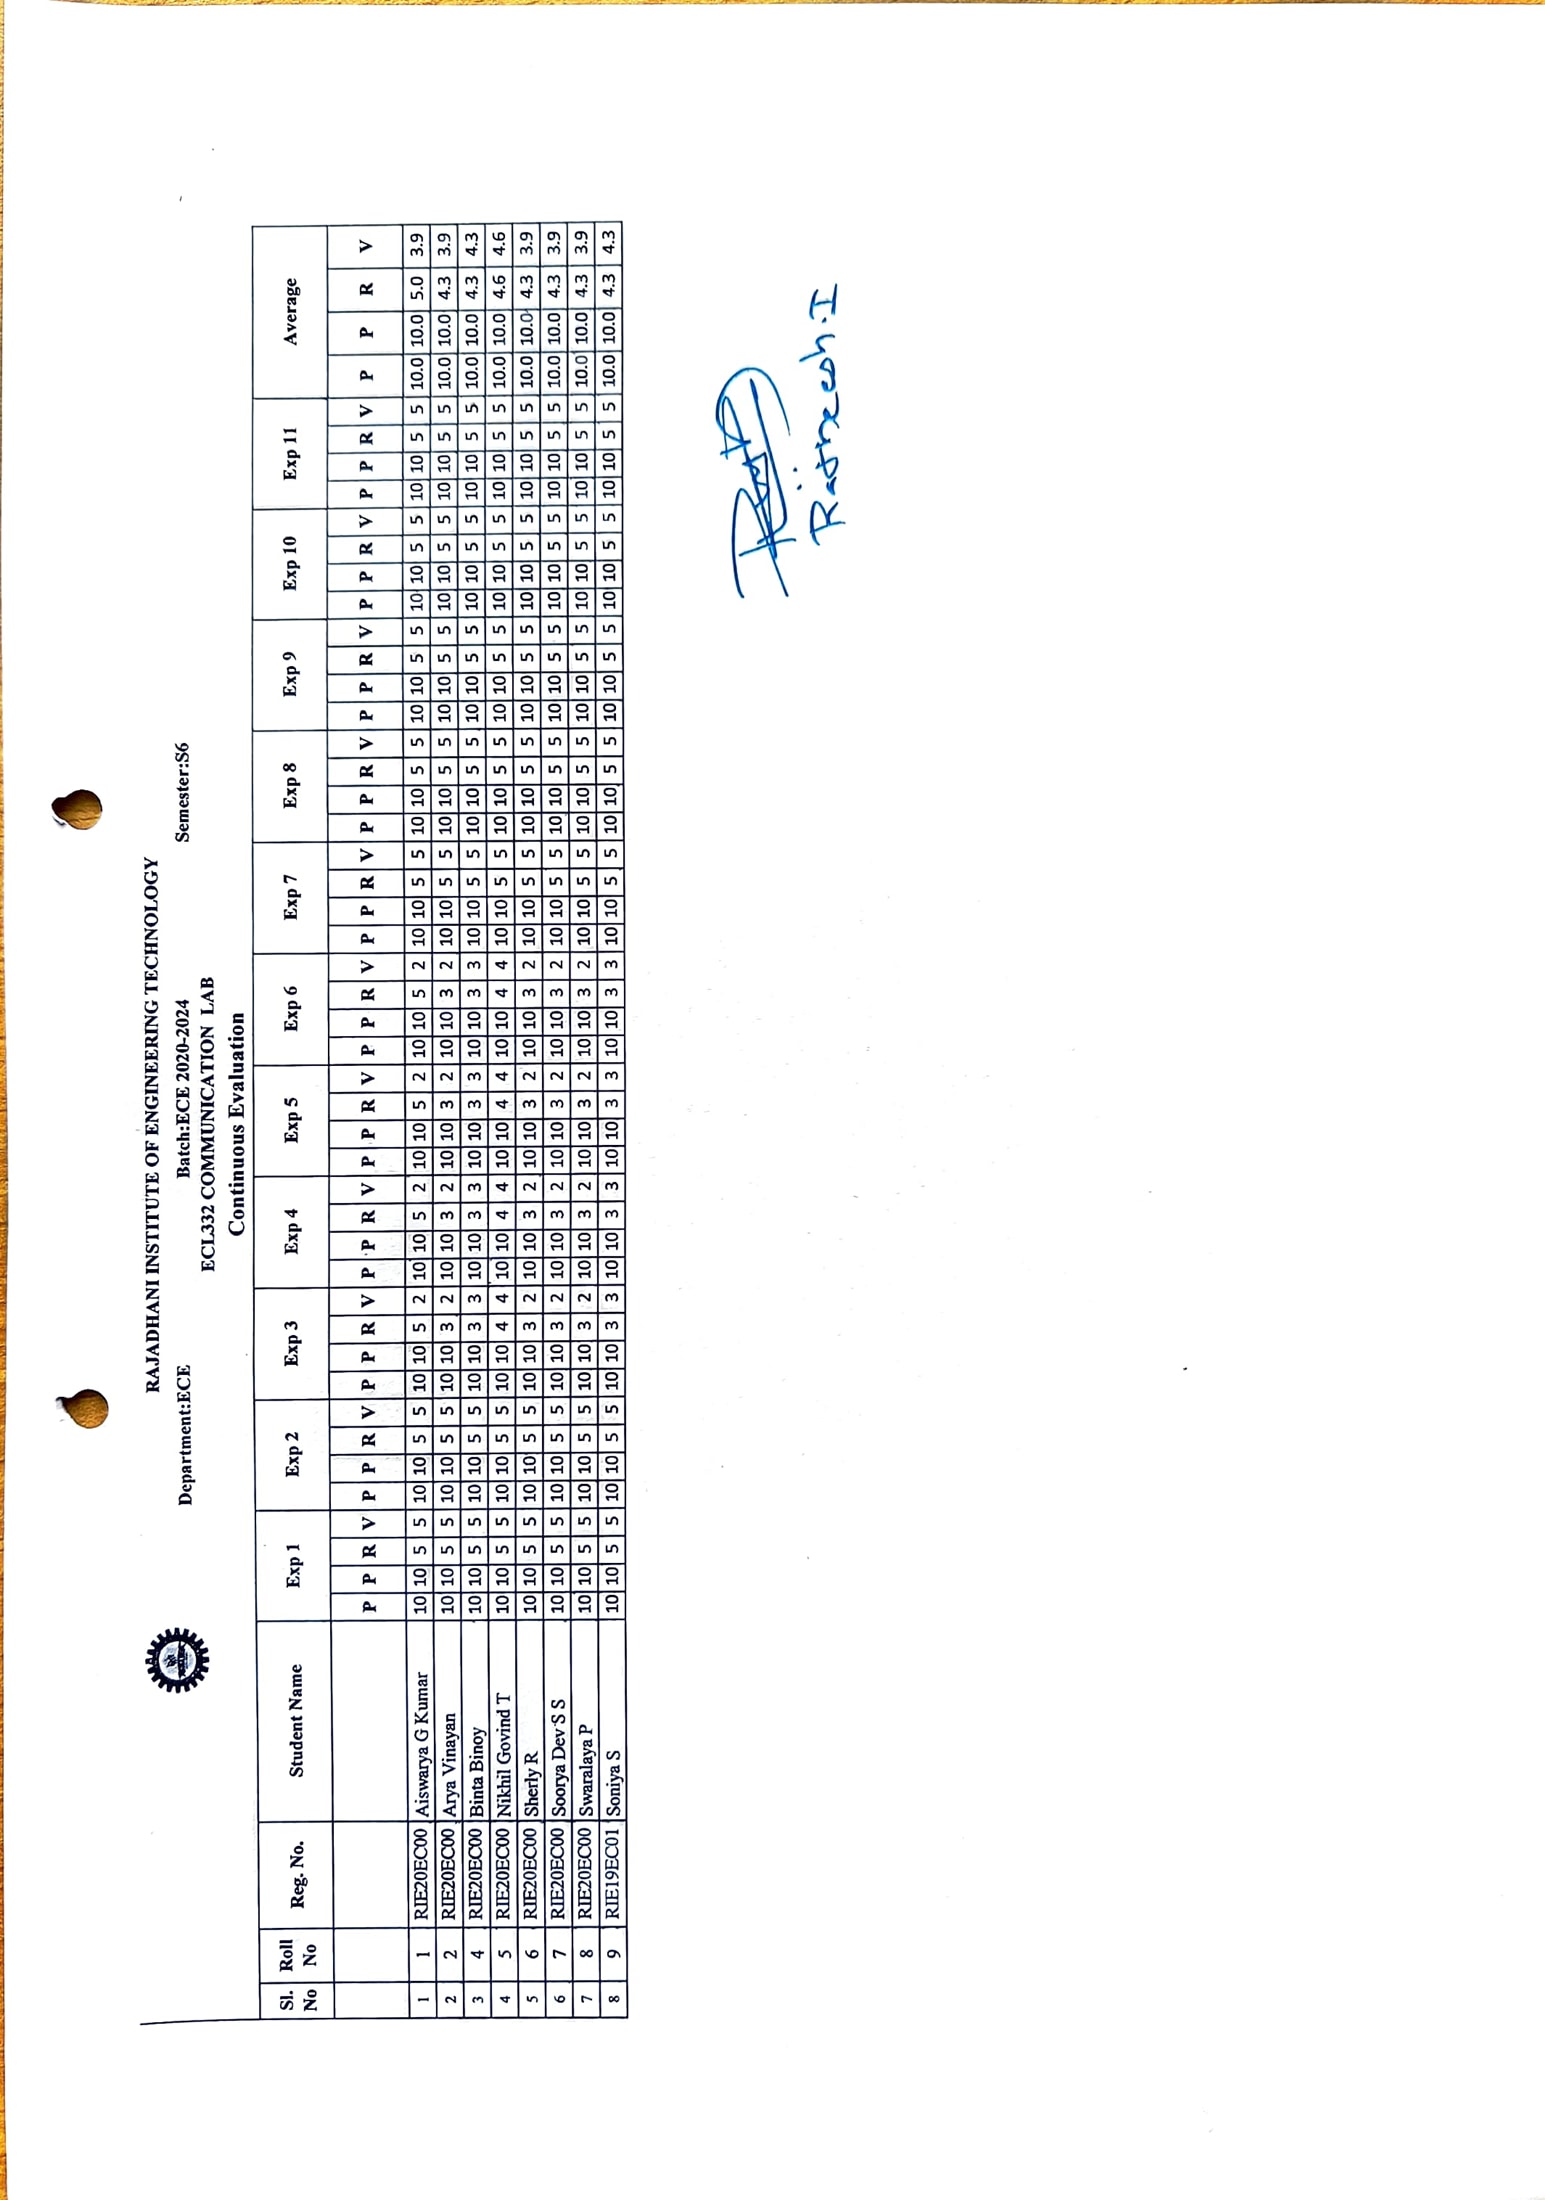 RAJADHANI INSTITUTE OF ENGINEERING TECHNOLOGY
Department:ECE Batch:ECE 2020-2024 Semester:S6
ECL332 COMMUNICATION LAB
Continuous Evaluation
Sl. No Roll No Reg. No. Student Name Exp 1 Exp 2 Exp 3 Exp 4 Exp 5 Exp 6 Exp 7 Exp 8 Exp 9 Exp 10 Exp 11 Average
P P R V P P R V P P R V P P R V P P R V P P R V P P R V P P R V P P R V P P R V P P R V P P R V
1 1 RIE20EC00 Aiswarya G Kumar 10 10 5 5 10 10 5 5 10 10 5 2 10 10 5 2 10 10 5 2 10 10 5 2 10 10 5 5 10 10 5 5 10 10 5 5 10 10 5 5 10 10 5 5 10.0 10.0 5.0 3.9
2 2 RIE20EC00 Arya Vinayan 10 10 5 5 10 10 5 5 10 10 3 2 10 10 3 2 10 10 3 2 10 10 3 2 10 10 5 5 10 10 5 5 10 10 5 5 10 10 5 5 10 10 5 5 10.0 10.0 4.3 3.9
3 4 RIE20EC00 Binta Binoy 10 10 5 5 10 10 5 5 10 10 3 3 10 10 3 3 10 10 3 3 10 10 3 3 10 10 5 5 10 10 5 5 10 10 5 5 10 10 5 5 10 10 5 5 10.0 10.0 4.3 4.3
4 5 RIE20EC00 Nikhil Govind T 10 10 5 5 10 10 5 5 10 10 4 4 10 10 4 4 10 10 4 4 10 10 4 4 10 10 5 5 10 10 5 5 10 10 5 5 10 10 5 5 10 10 5 5 10.0 10.0 4.6 4.6
5 6 RIE20EC00 Sherly R 10 10 5 5 10 10 5 5 10 10 3 2 10 10 3 2 10 10 3 2 10 10 3 2 10 10 5 5 10 10 5 5 10 10 5 5 10 10 5 5 10 10 5 5 10.0 10.0 4.3 3.9
6 7 RIE20EC00 Soorya Dev S S 10 10 5 5 10 10 5 5 10 10 3 2 10 10 3 2 10 10 3 2 10 10 3 2 10 10 5 5 10 10 5 5 10 10 5 5 10 10 5 5 10 10 5 5 10.0 10.0 4.3 3.9
7 8 RIE20EC00 Swaralaya P 10 10 5 5 10 10 5 5 10 10 3 2 10 10 3 2 10 10 3 2 10 10 3 2 10 10 5 5 10 10 5 5 10 10 5 5 10 10 5 5 10 10 5 5 10.0 10.0 4.3 3.9
8 9 RIE19EC01 Soniya S 10 10 5 5 10 10 5 5 10 10 3 3 10 10 3 3 10 10 3 3 10 10 3 3 10 10 5 5 10 10 5 5 10 10 5 5 10 10 5 5 10 10 5 5 10.0 10.0 4.3 4.3
Rajneesh.I